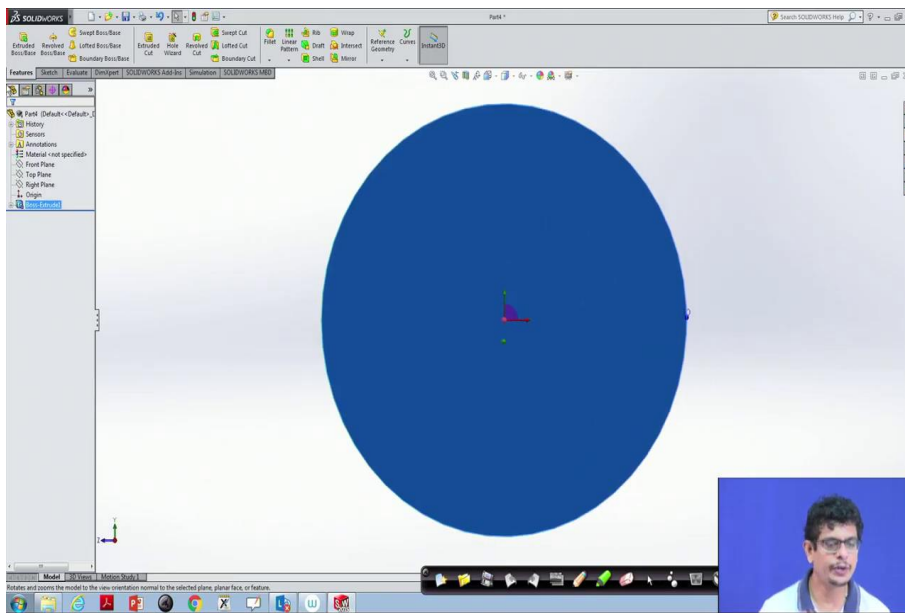 SOLIDWORKS
Part4 *
Search SOLIDWORKS Help
Extruded Boss/Base
Revolved Boss/Base
Swept Boss/Base
Lofted Boss/Base
Boundary Boss/Base
Extruded Cut
Hole Wizard
Revolved Cut
Swept Cut
Lofted Cut
Boundary Cut
Fillet
Linear Pattern
Rib
Draft
Shell
Wrap
Intersect
Mirror
Reference Geometry
Curves
Instant3D
Features Sketch Evaluate DimXpert SOLIDWORKS Add-Ins Simulation SOLIDWORKS MBD
Part4 (Default<<Default>_D
History
Sensors
Annotations
Material <not specified>
Front Plane
Top Plane
Right Plane
Origin
Boss-Extrude1
Y
Z
Model 3D Views Motion Study 1
Rotates and zooms the model to the view orientation normal to the selected plane, planar face, or feature.